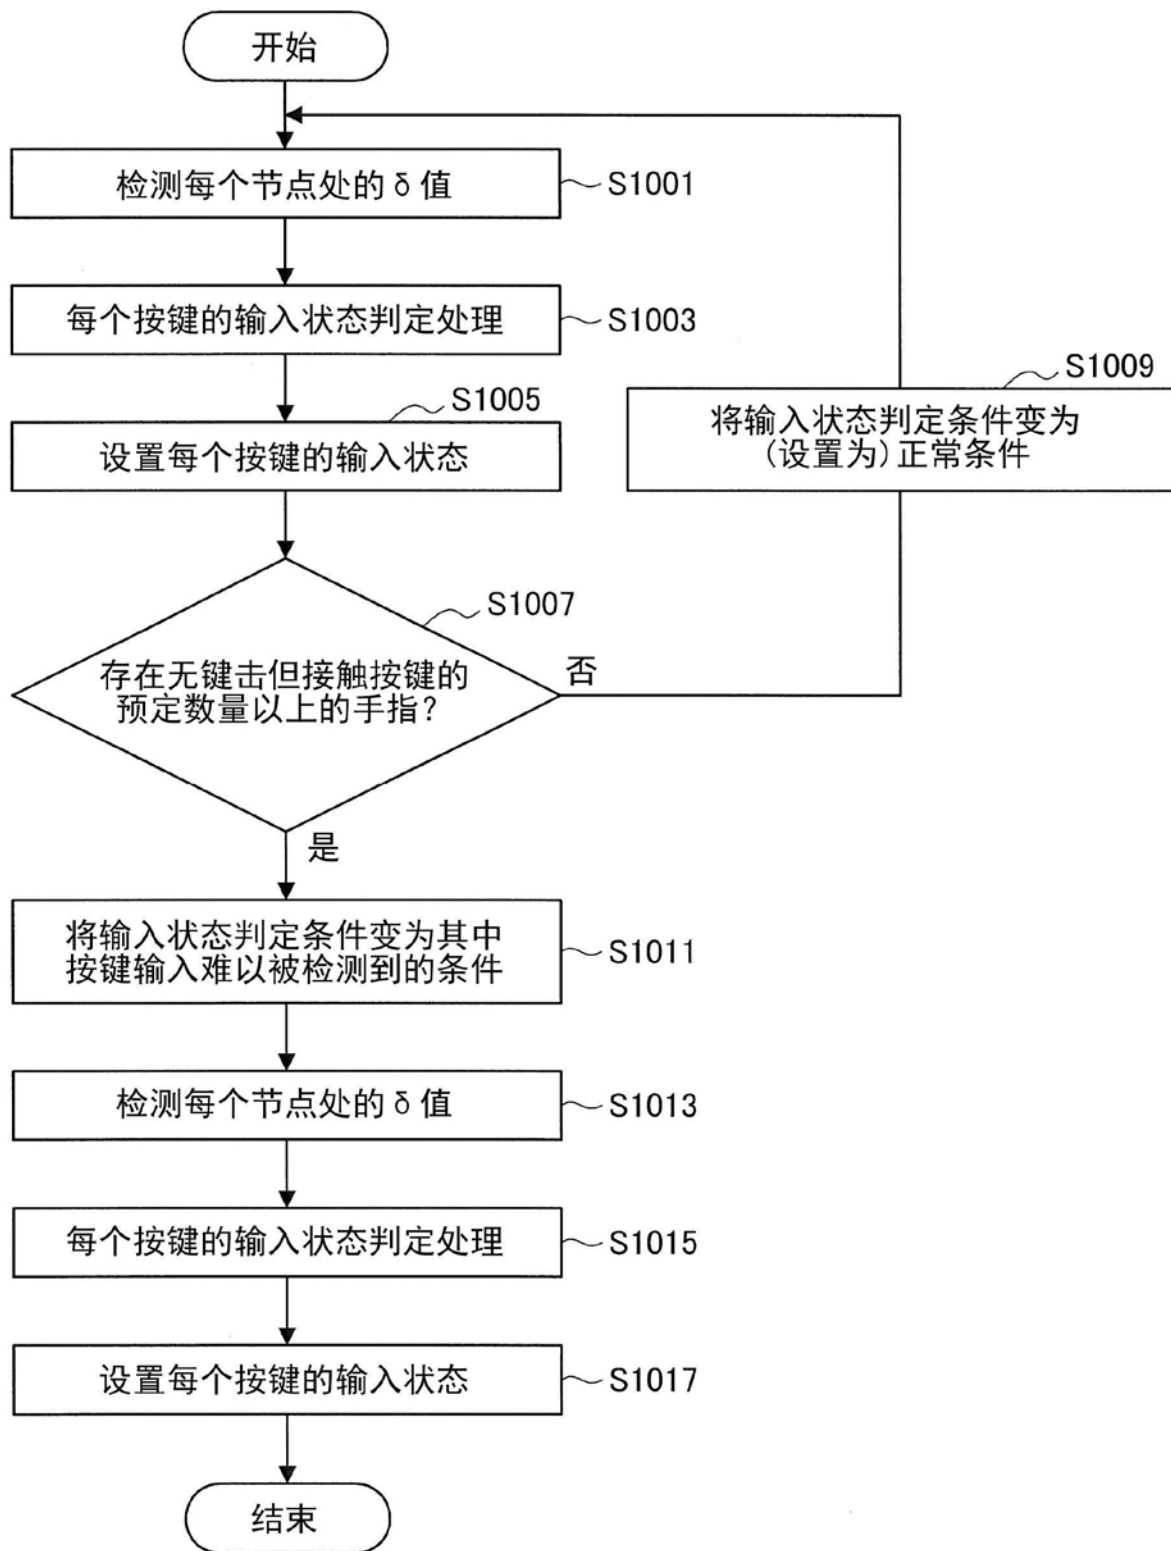 开始
检测每个节点处的δ值
S1001
每个按键的输入状态判定处理
S1003
S1005
设置每个按键的输入状态
S1009
将输入状态判定条件变为
(设置为)正常条件
S1007
存在无键击但接触按键的
预定数量以上的手指?
否
是
将输入状态判定条件变为其中
按键输入难以被检测到的条件
S1011
检测每个节点处的δ值
S1013
每个按键的输入状态判定处理
S1015
设置每个按键的输入状态
S1017
结束